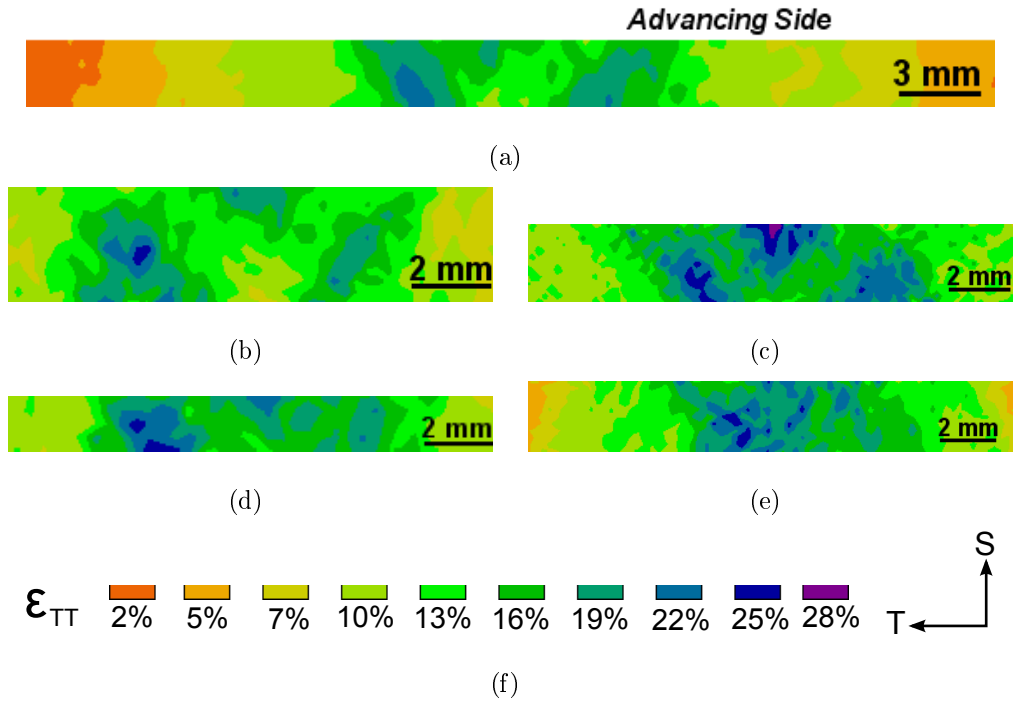 Advancing Side
3 mm
(a)
2 mm
2 mm
(b)
(c)
2 mm
2 mm
(d)
(e)
S
ε_TT 2% 5% 7% 10% 13% 16% 19% 22% 25% 28% T
(f)